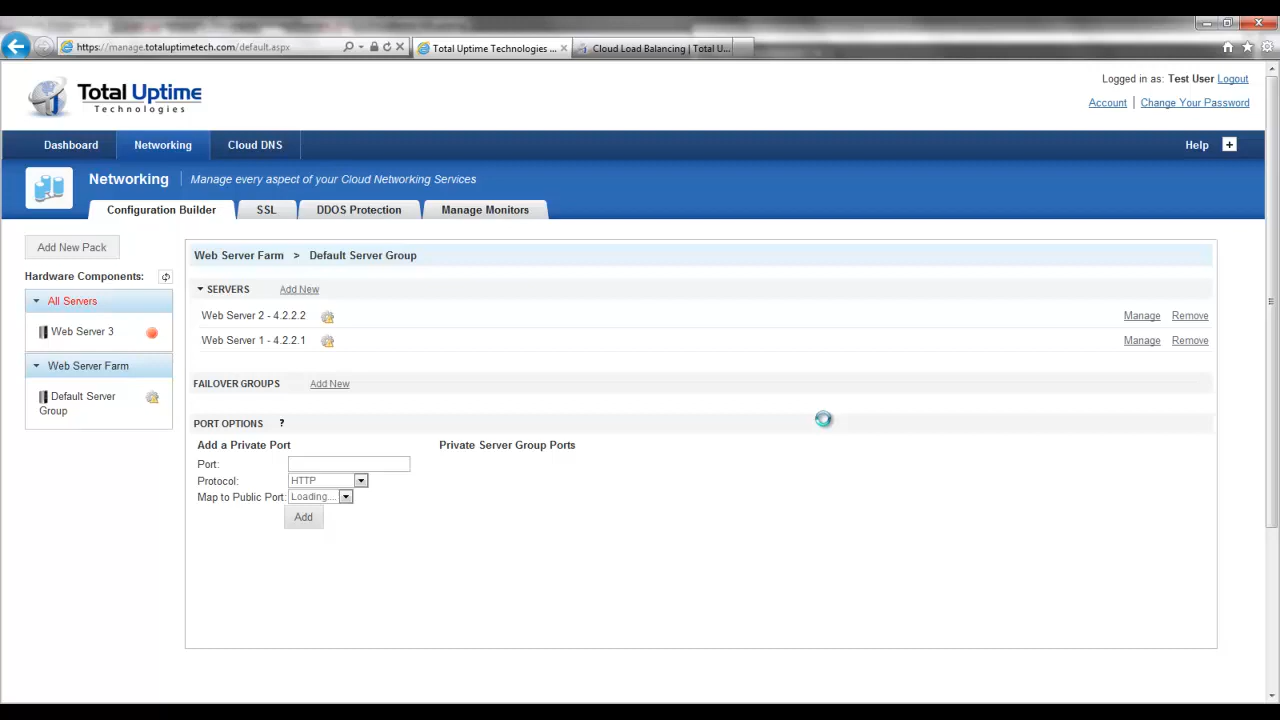 https://manage.totaluptimetech.com/default.aspx
Total Uptime Technologies ...
Cloud Load Balancing | Total U...
Total Uptime
Technologies
Logged in as: Test User Logout
Account | Change Your Password
Dashboard
Networking
Cloud DNS
Help +
Networking | Manage every aspect of your Cloud Networking Services
Configuration Builder
SSL
DDOS Protection
Manage Monitors
Add New Pack
Hardware Components:
All Servers
Web Server 3
Web Server Farm
Default Server
Group
Web Server Farm > Default Server Group
SERVERS Add New
Web Server 2 - 4.2.2.2 Manage Remove
Web Server 1 - 4.2.2.1 Manage Remove
FAILOVER GROUPS Add New
PORT OPTIONS ?
Add a Private Port
Private Server Group Ports
Port:
Protocol: HTTP
Map to Public Port: Loading...
Add